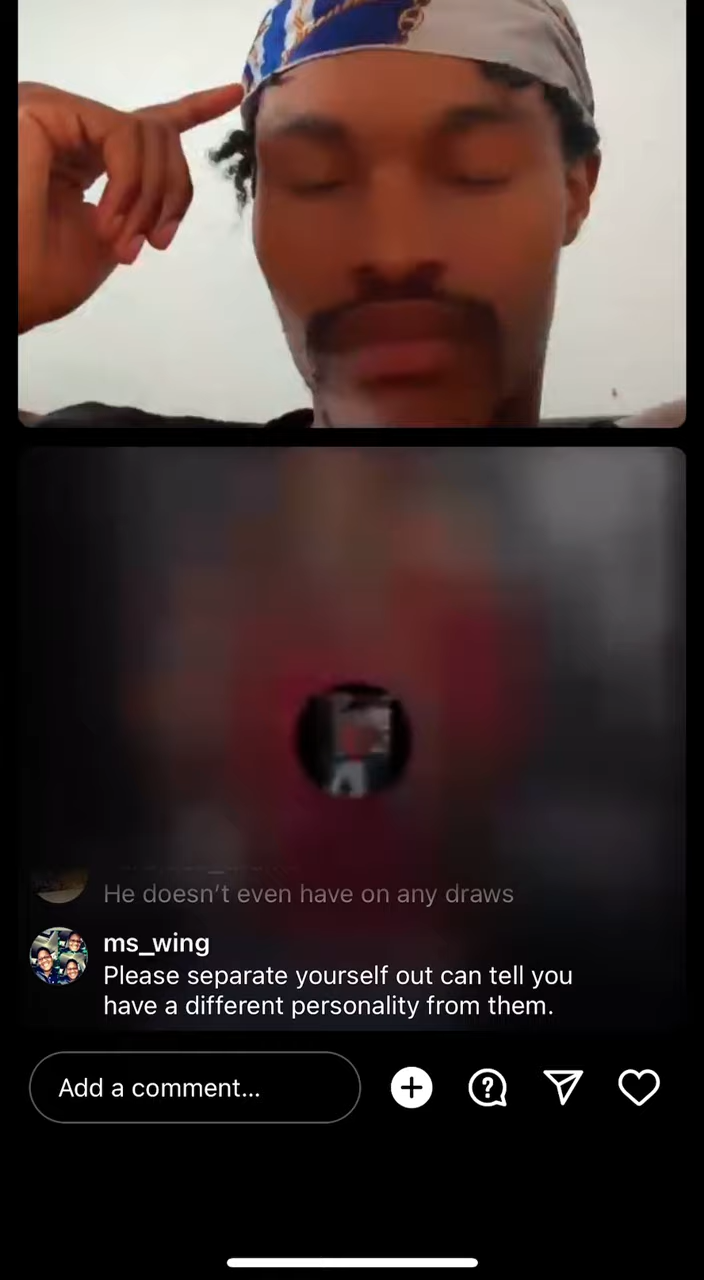 He doesn't even have on any draws
ms_wing
Please separate yourself out can tell you
have a different personality from them.
Add a comment...